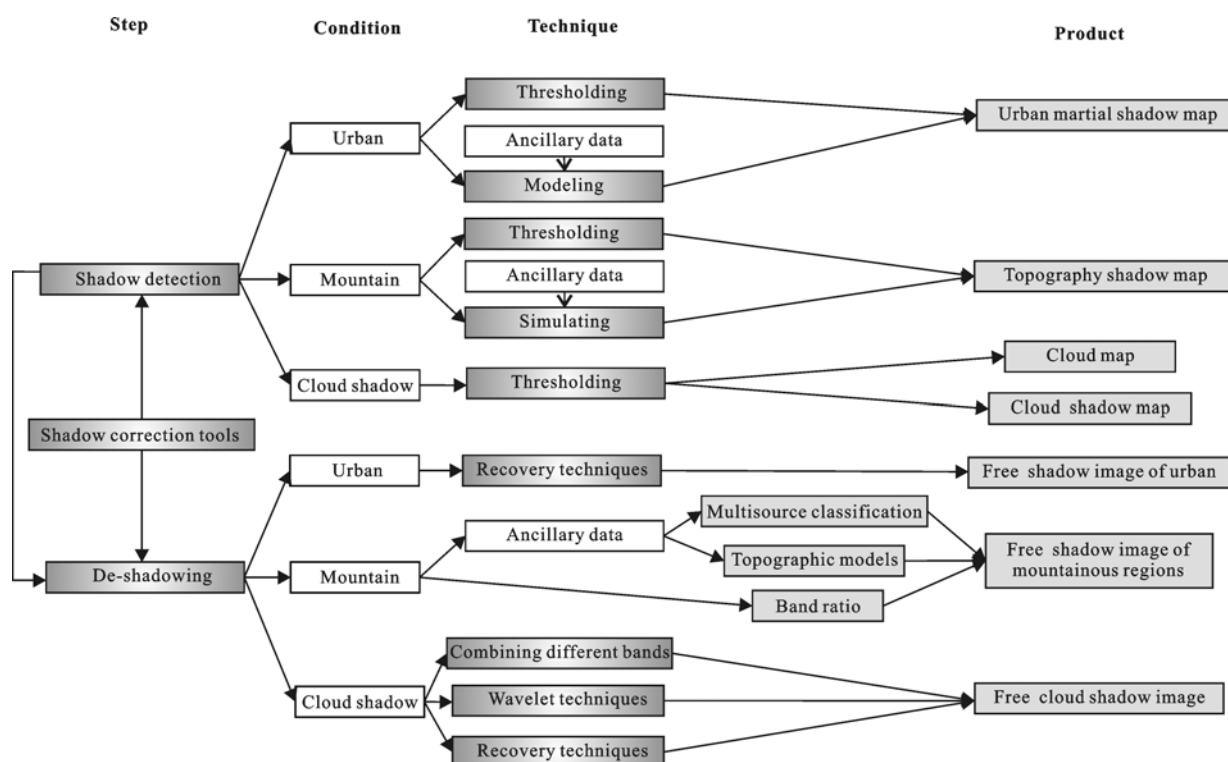 Step
Condition
Technique
Product
Thresholding
Urban martial shadow map
Urban
Ancillary data
Modeling
Thresholding
Shadow detection
Mountain
Ancillary data
Topography shadow map
Simulating
Cloud map
Cloud shadow
Thresholding
Cloud shadow map
Shadow correction tools
Urban
Recovery techniques
Free shadow image of urban
Multisource classification
Ancillary data
Free shadow image of
mountainous regions
Topographic models
De-shadowing
Mountain
Band ratio
Combining different bands
Cloud shadow
Wavelet techniques
Free cloud shadow image
Recovery techniques